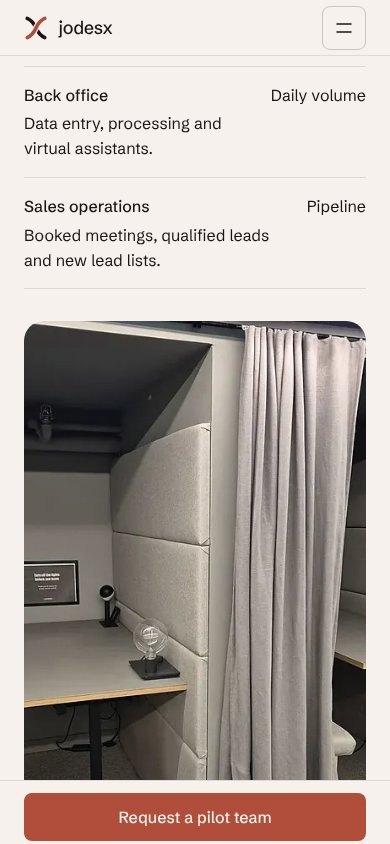 jodesx
Back office
Daily volume
Data entry, processing and
virtual assistants.
Sales operations
Pipeline
Booked meetings, qualified leads
and new lead lists.
Request a pilot team